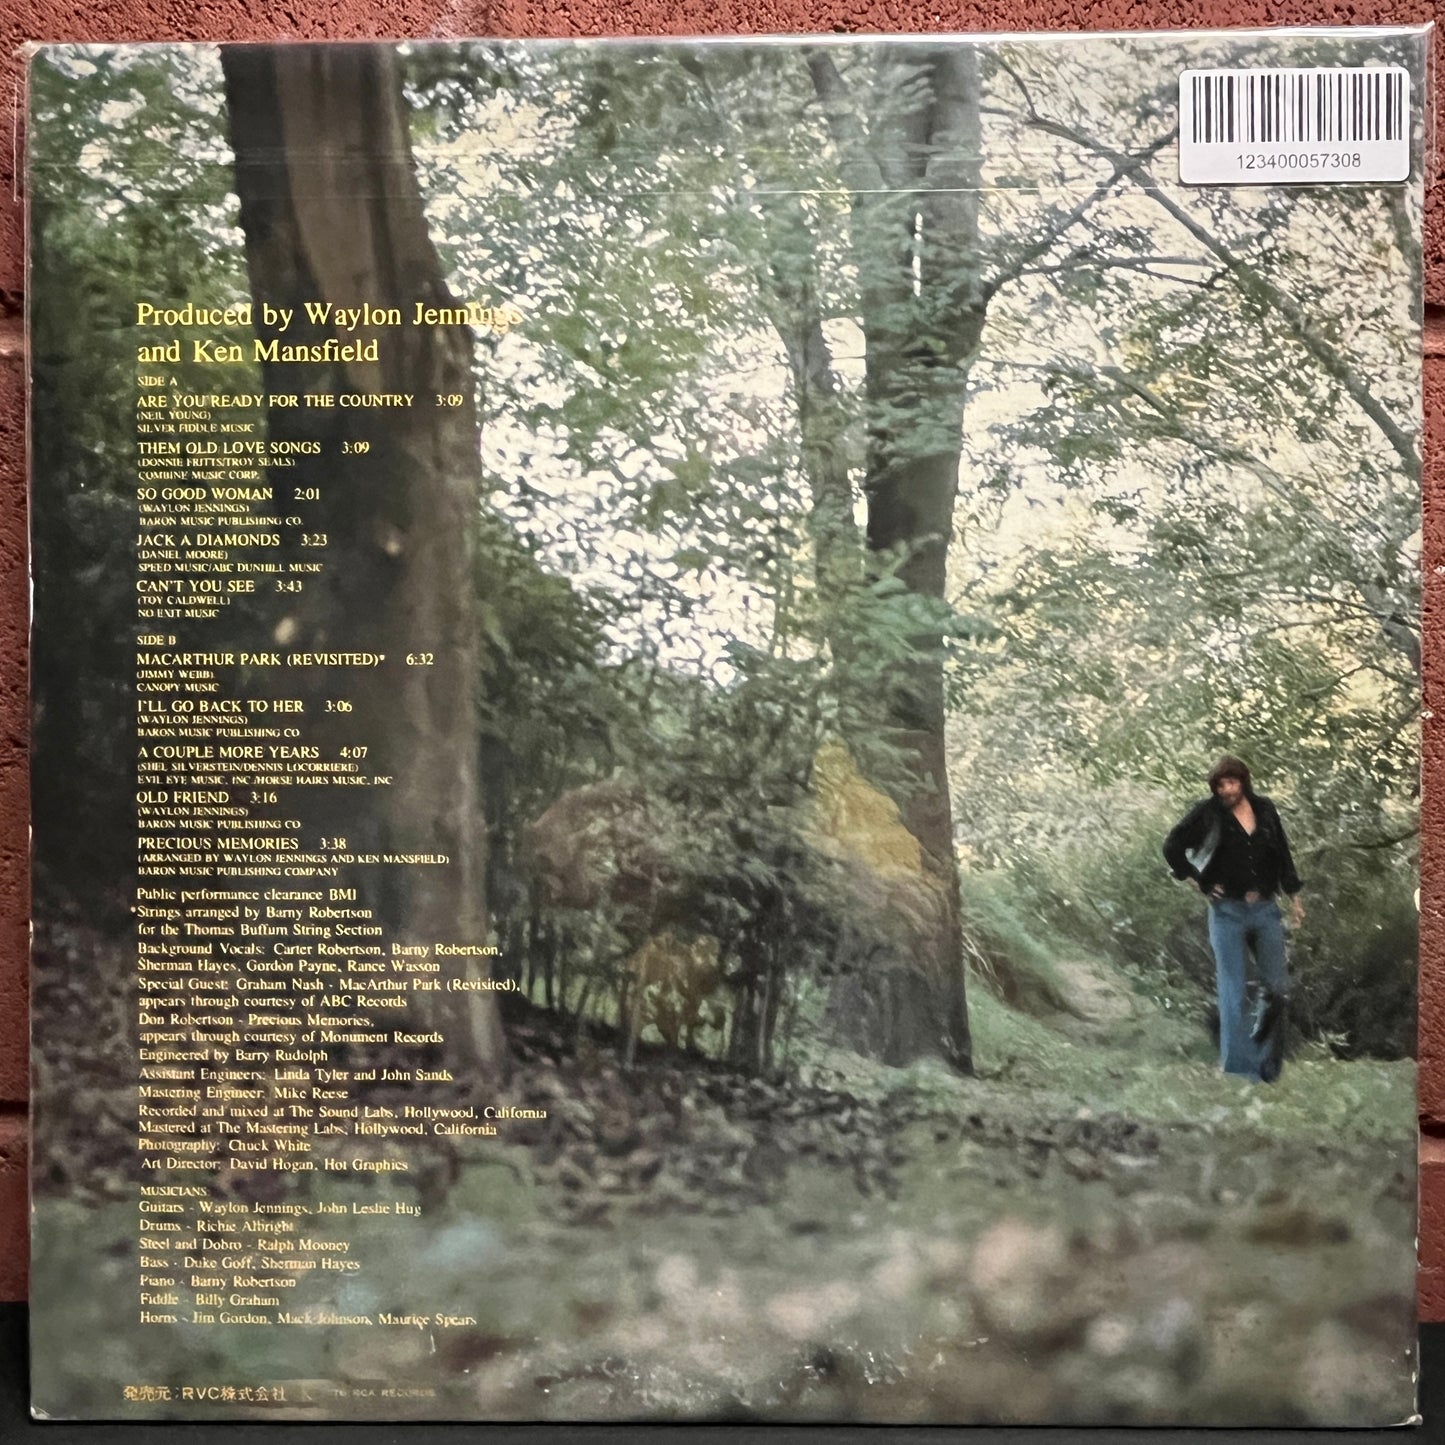 123400057308
Produced by Waylon Jennings
and Ken Mansfield
SIDE A
ARE YOU READY FOR THE COUNTRY 3:09
(NEIL YOUNG)
SILVER FIDDLE MUSIC
THEM OLD LOVE SONGS 3:09
(DONNIE FRITTS/TROY SEALS)
COMBINE MUSIC CORP.
SO GOOD WOMAN 2:01
(WAYLON JENNINGS)
BARON MUSIC PUBLISHING CO.
JACK A DIAMONDS 3:23
(DANIEL MOORE)
SPEED MUSIC/ABC DUNHILL MUSIC
CAN'T YOU SEE 3:43
(TOY CALDWELL)
NO EXIT MUSIC
SIDE B
MACARTHUR PARK (REVISITED)* 6:32
(JIMMY WEBB)
CANOPY MUSIC
I'LL GO BACK TO HER 3:06
(WAYLON JENNINGS)
BARON MUSIC PUBLISHING CO
A COUPLE MORE YEARS 4:07
(SHEL SILVERSTEIN/DENNIS LOCORRIERE)
EVIL EYE MUSIC, INC./HORSE HAIRS MUSIC, INC
OLD FRIEND 3:16
(WAYLON JENNINGS)
BARON MUSIC PUBLISHING CO
PRECIOUS MEMORIES 3:38
(ARRANGED BY WAYLON JENNINGS AND KEN MANSFIELD)
BARON MUSIC PUBLISHING COMPANY
Public performance clearance BMI
*Strings arranged by Barny Robertson
for the Thomas Buffum String Section
Background Vocals: Carter Robertson, Barny Robertson,
Sherman Hayes, Gordon Payne, Rance Wasson
Special Guest: Graham Nash - MacArthur Park (Revisited),
appears through courtesy of ABC Records
Don Robertson - Precious Memories,
appears through courtesy of Monument Records
Engineered by Barry Rudolph
Assistant Engineers: Linda Tyler and John Sands
Mastering Engineer: Mike Reese
Recorded and mixed at The Sound Labs, Hollywood, California
Mastered at The Mastering Labs, Hollywood, California
Photography: Chuck White
Art Director: David Hogan, Hot Graphics
MUSICIANS:
Guitars - Waylon Jennings, John Leslie Hug
Drums - Richie Albright
Steel and Dobro - Ralph Mooney
Bass - Duke Goff, Sherman Hayes
Piano - Barny Robertson
Fiddle - Billy Graham
Horns - Jim Gordon, Mack Johnson, Maurice Spears
発売元:RVC株式会社 RCA RECORDS